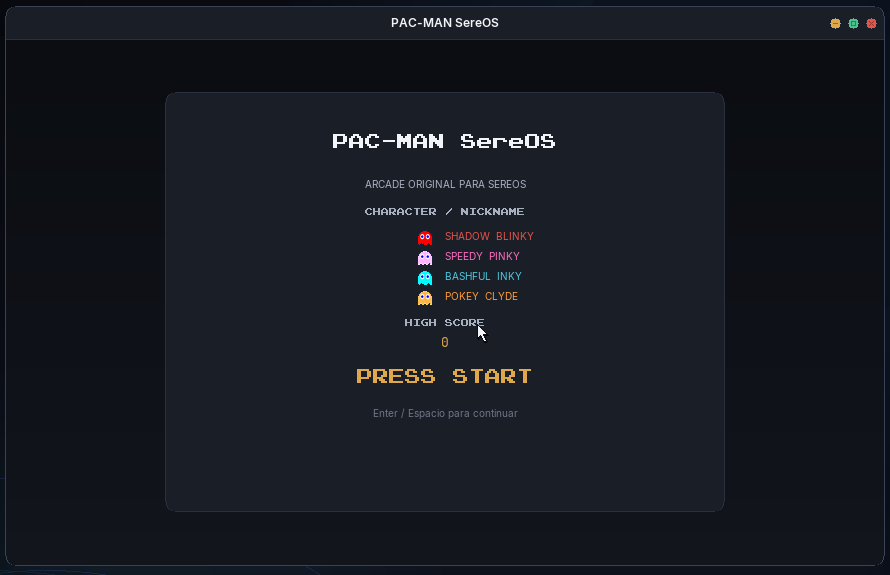 PAC-MAN SereOS
PAC-MAN SereOS
ARCADE ORIGINAL PARA SEREOS
CHARACTER / NICKNAME
SHADOW BLINKY
SPEEDY PINKY
BASHFUL INKY
POKEY CLYDE
HIGH SCORE
0
PRESS START
Enter / Espacio para continuar